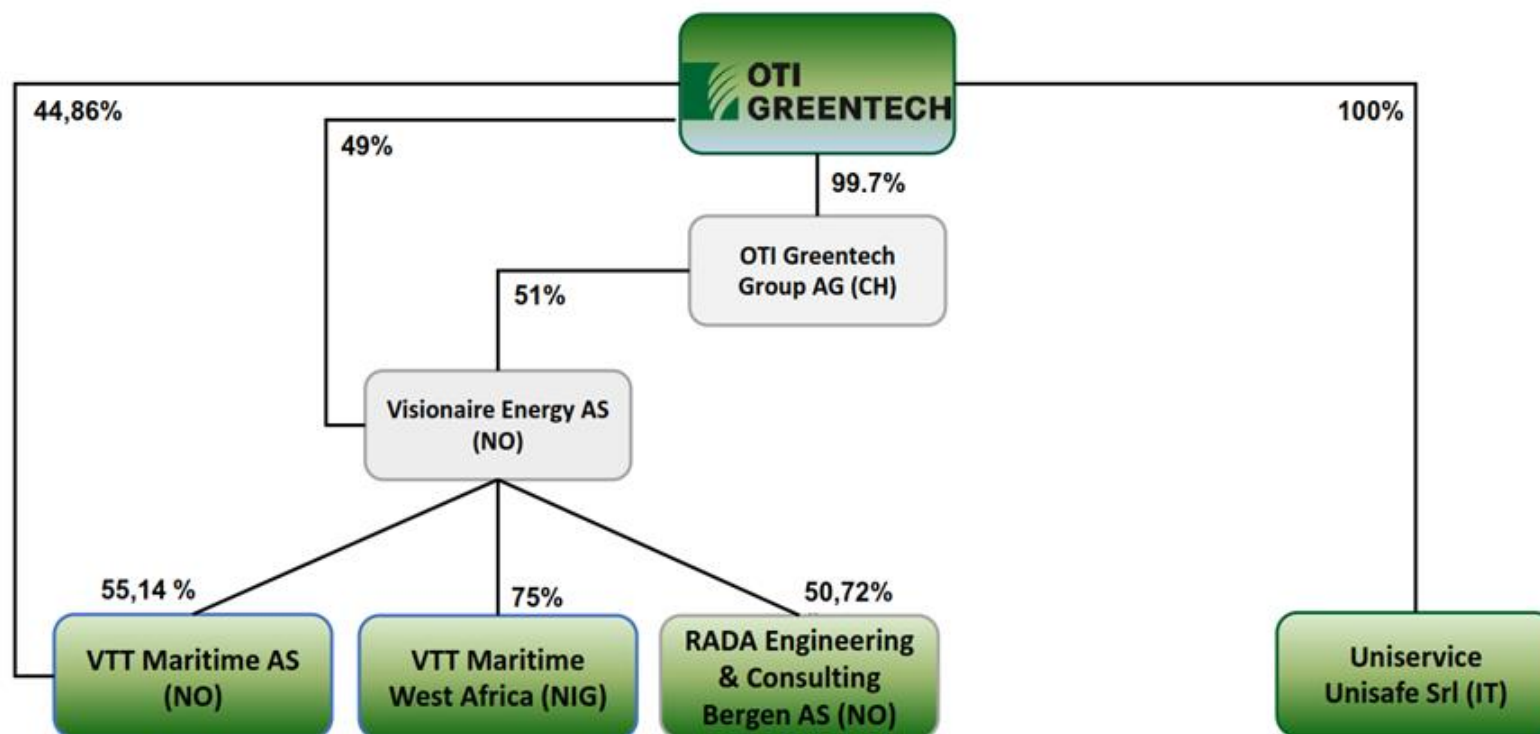 OTI
GREENTECH
44,86%
100%
49%
99.7%
OTI Greentech
Group AG (CH)
51%
Visionaire Energy AS
(NO)
55,14 %
75%
50,72%
VTT Maritime AS
(NO)
VTT Maritime
West Africa (NIG)
RADA Engineering
& Consulting
Bergen AS (NO)
Uniservice
Unisafe Srl (IT)